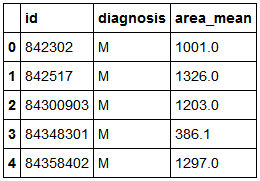 id diagnosis area_mean
0 842302 M 1001.0
1 842517 M 1326.0
2 84300903 M 1203.0
3 84348301 M 386.1
4 84358402 M 1297.0